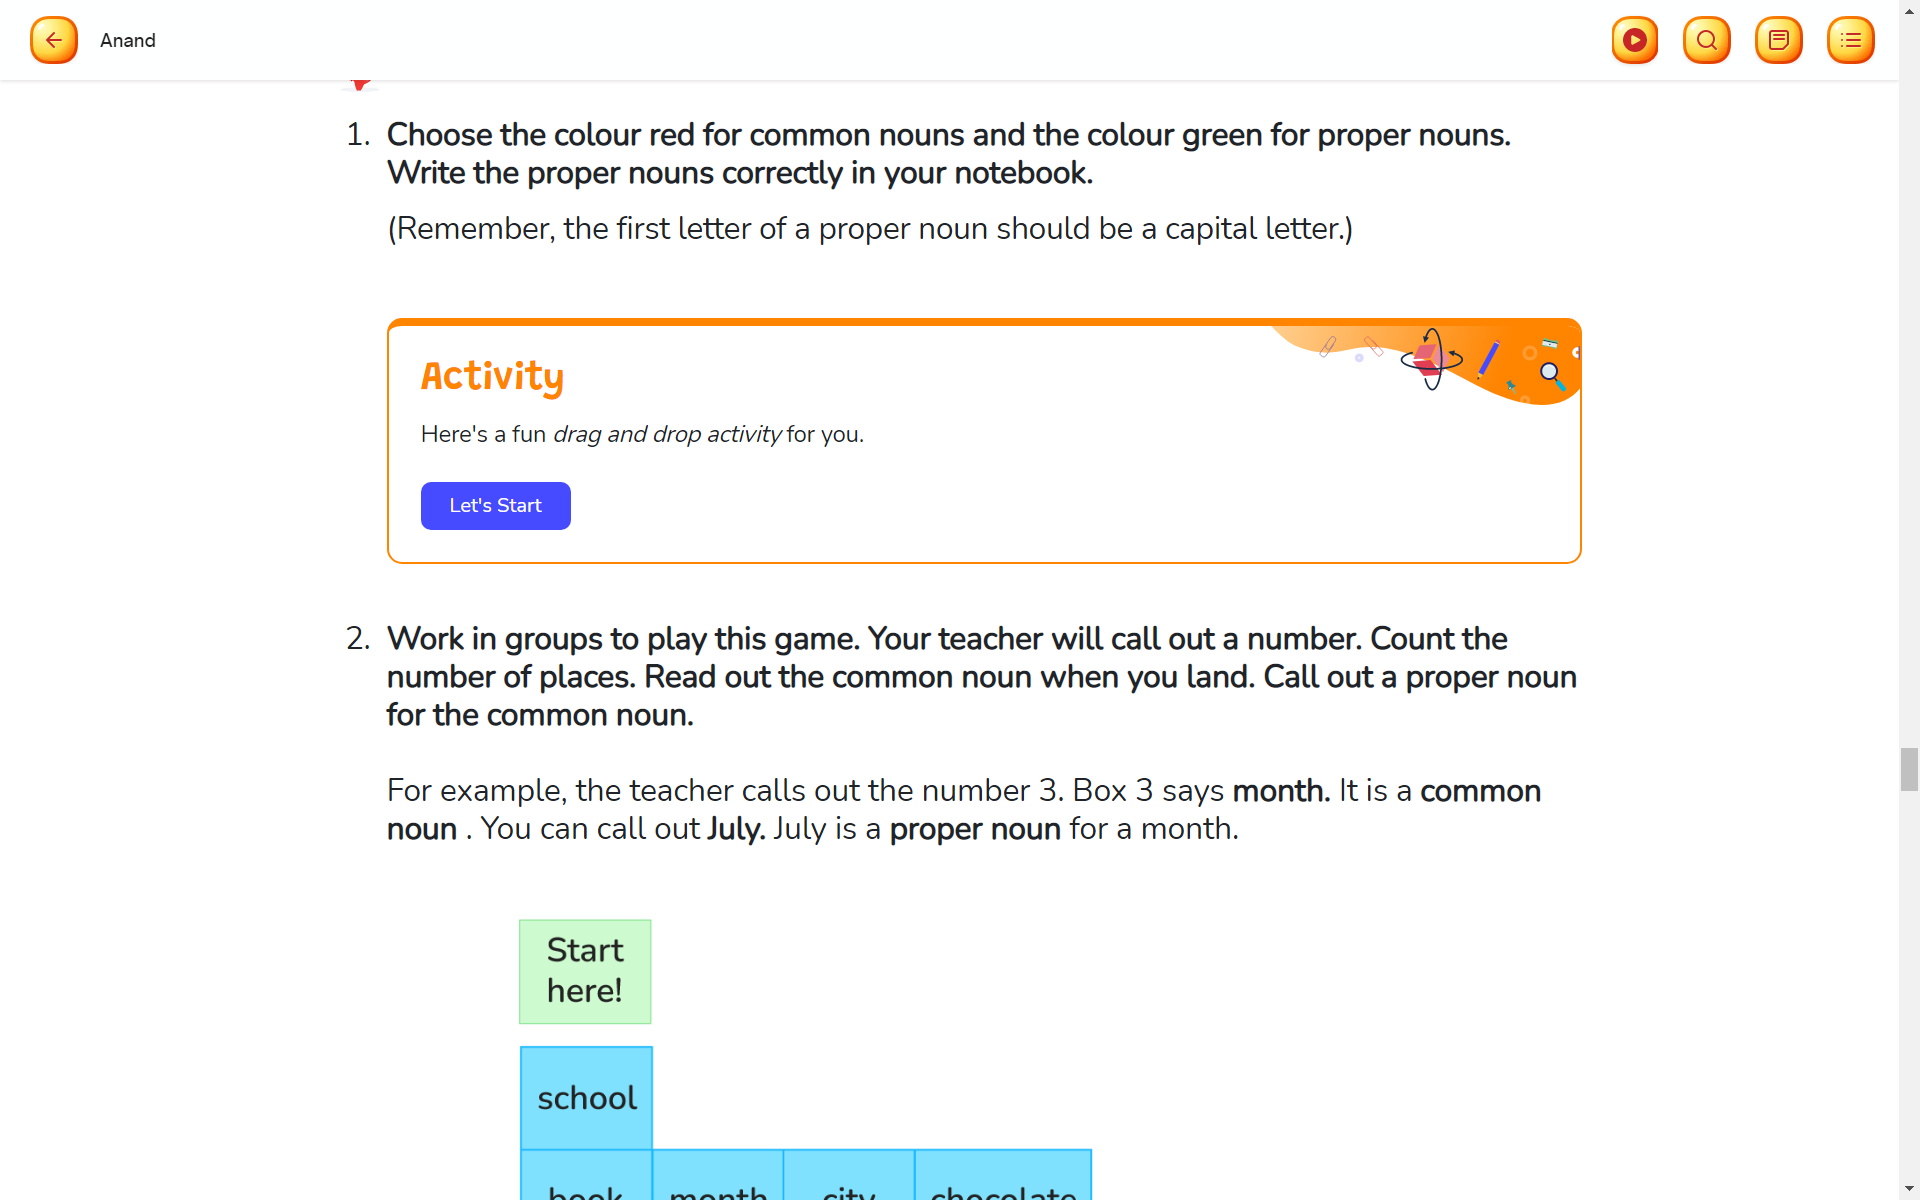 Anand
1. Choose the colour red for common nouns and the colour green for proper nouns.
Write the proper nouns correctly in your notebook.
(Remember, the first letter of a proper noun should be a capital letter.)
Activity
Here's a fun drag and drop activity for you.
Let's Start
2. Work in groups to play this game. Your teacher will call out a number. Count the
number of places. Read out the common noun when you land. Call out a proper noun
for the common noun.
For example, the teacher calls out the number 3. Box 3 says month. It is a common
noun . You can call out July. July is a proper noun for a month.
Start
here!
school
book month city chocolate